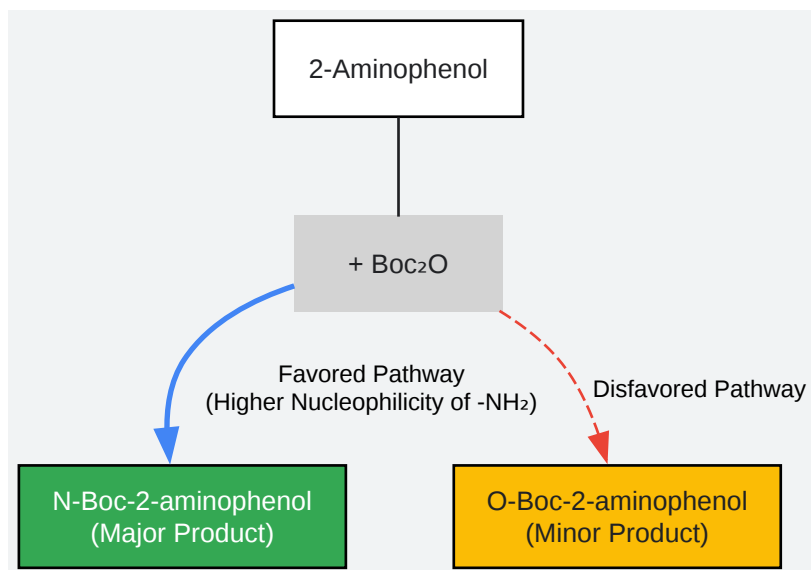 2-Aminophenol
+ Boc₂O
Favored Pathway
(Higher Nucleophilicity of -NH₂)
Disfavored Pathway
N-Boc-2-aminophenol
(Major Product)
O-Boc-2-aminophenol
(Minor Product)